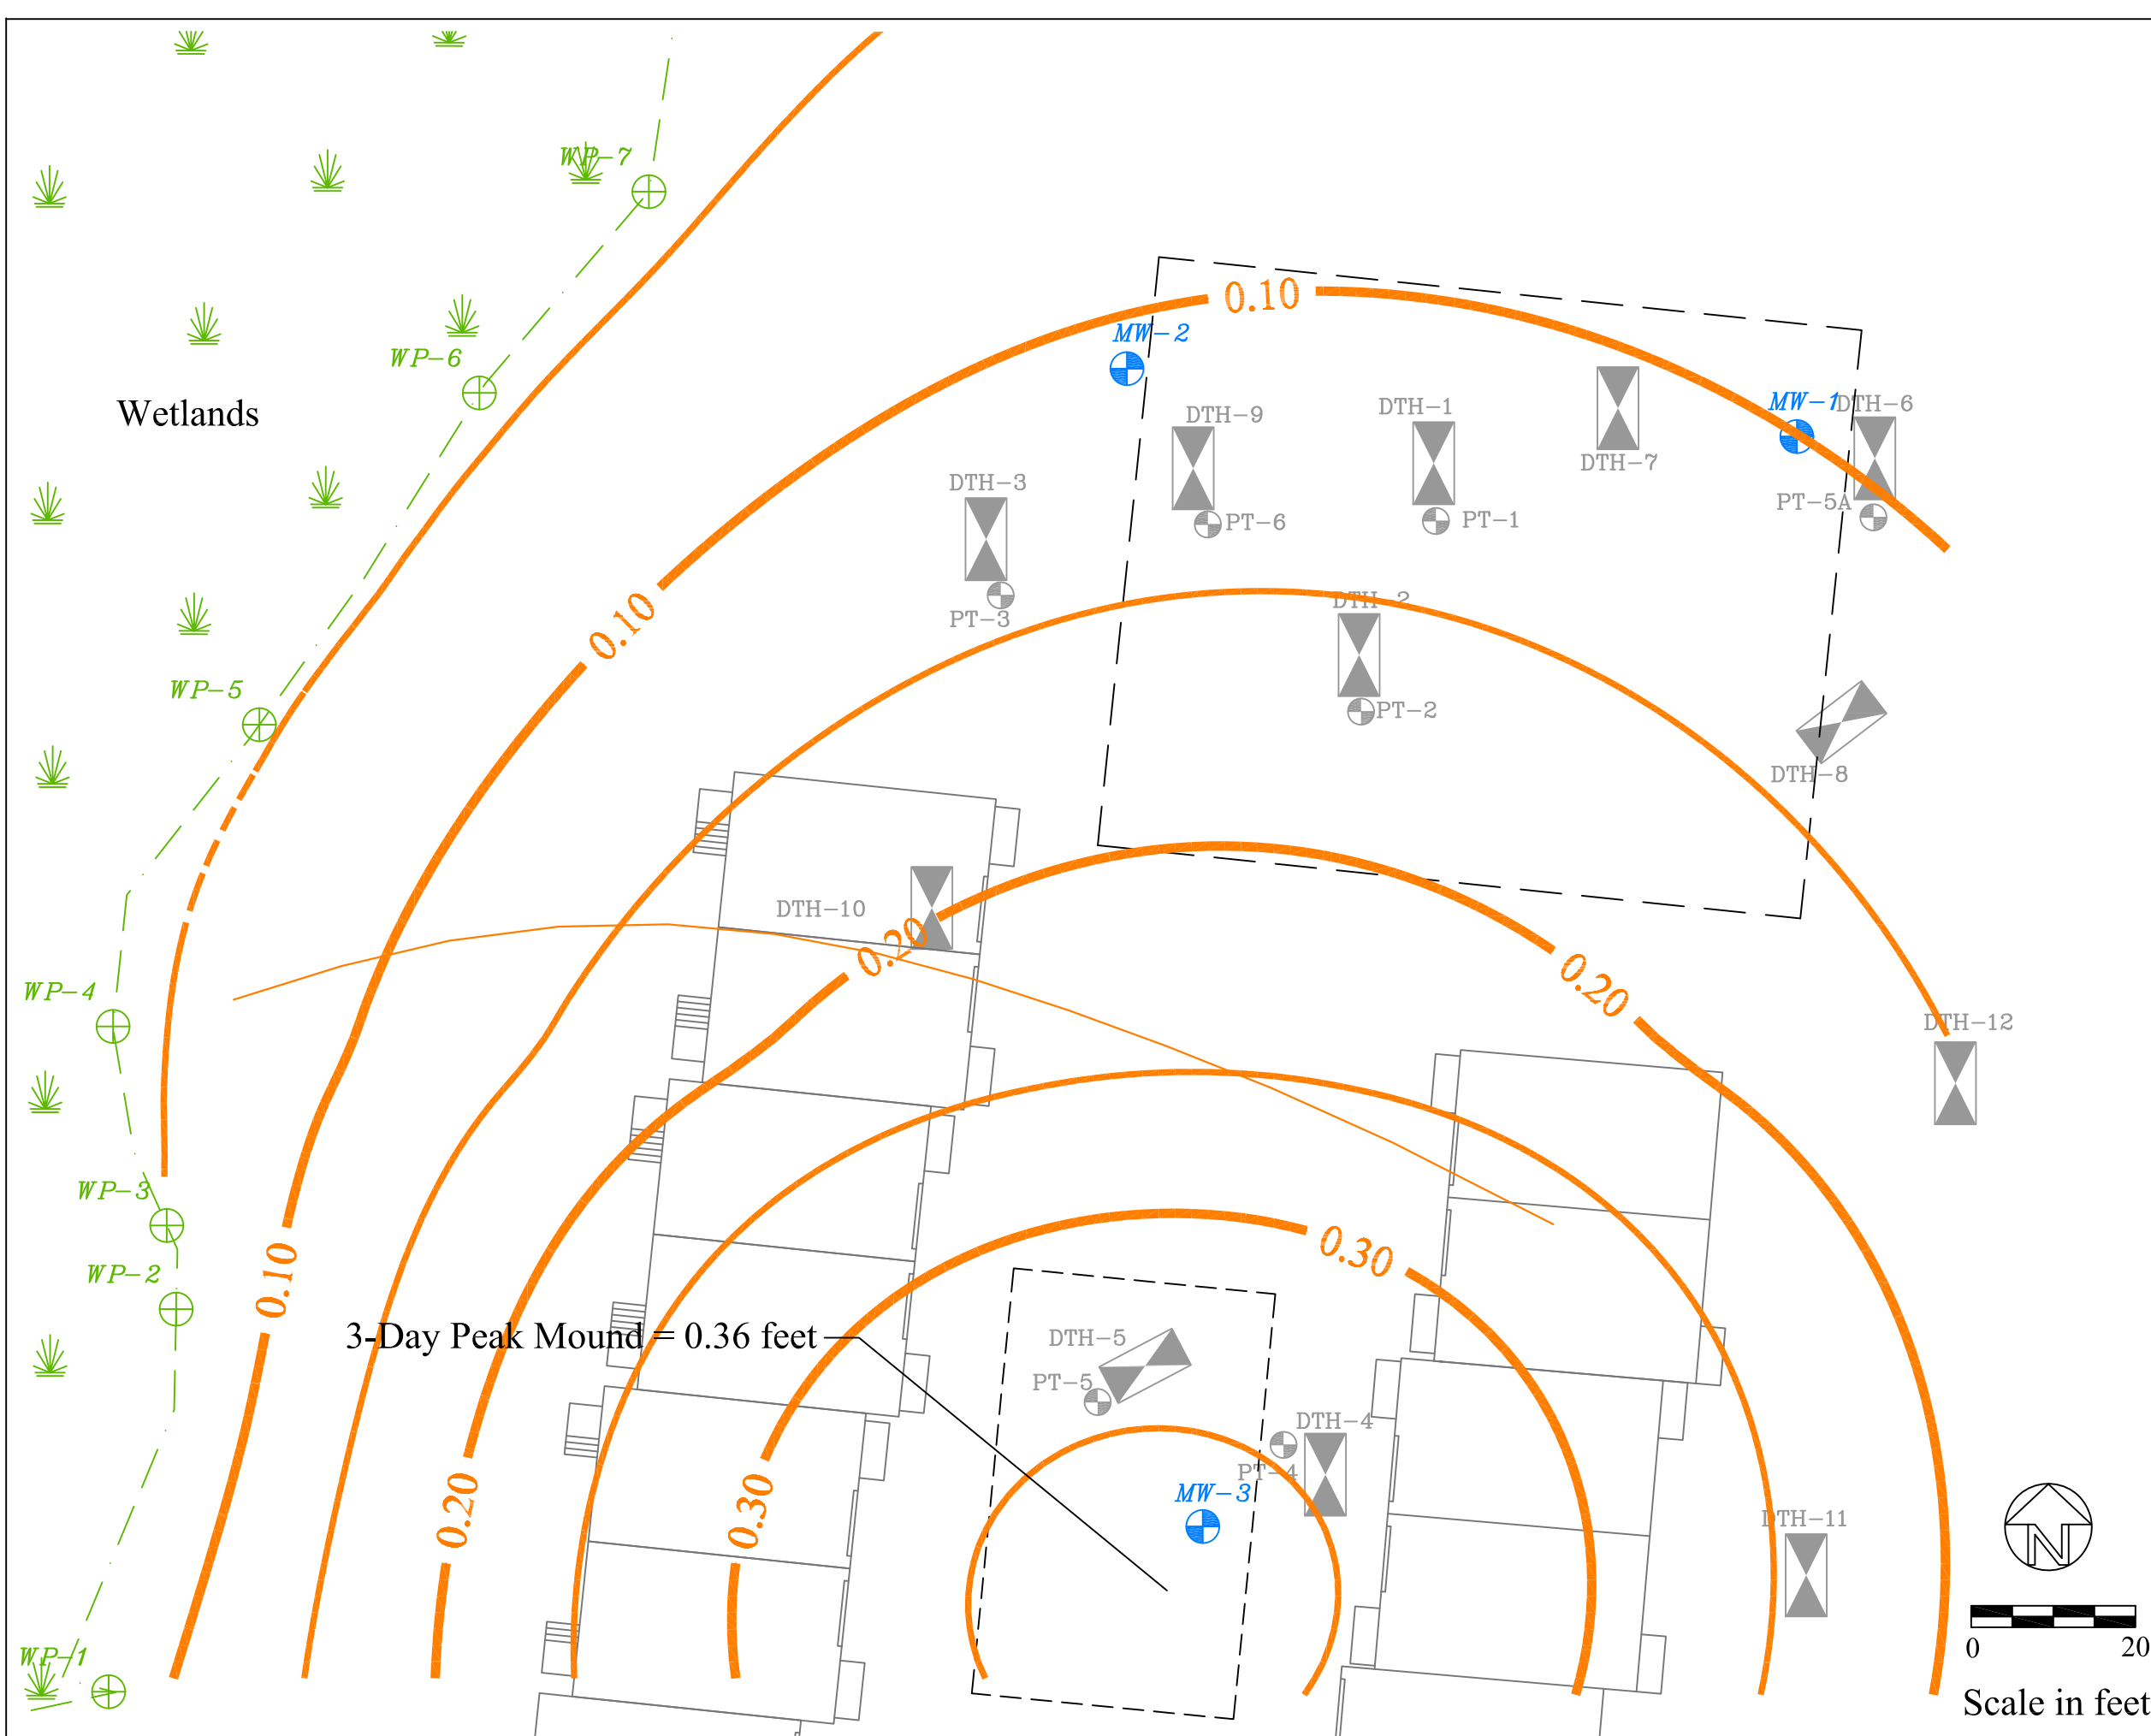 WP-7
0.10
MW-2
WP-6
MW-1
DTH-6
Wetlands
DTH-9
DTH-1
DTH-7
DTH-3
PT-5A
PT-6
PT-1
0.10
DTH-2
PT-3
WP-5
PT-2
DTH-8
DTH-10
0.20
0.20
WP-4
DTH-12
WP-3
0.30
WP-2
0.10
3-Day Peak Mound = 0.36 feet
DTH-5
PT-5
DTH-4
PT-4
MW-3
0.20
0.30
DTH-11
N
WP-1
0 20
Scale in feet